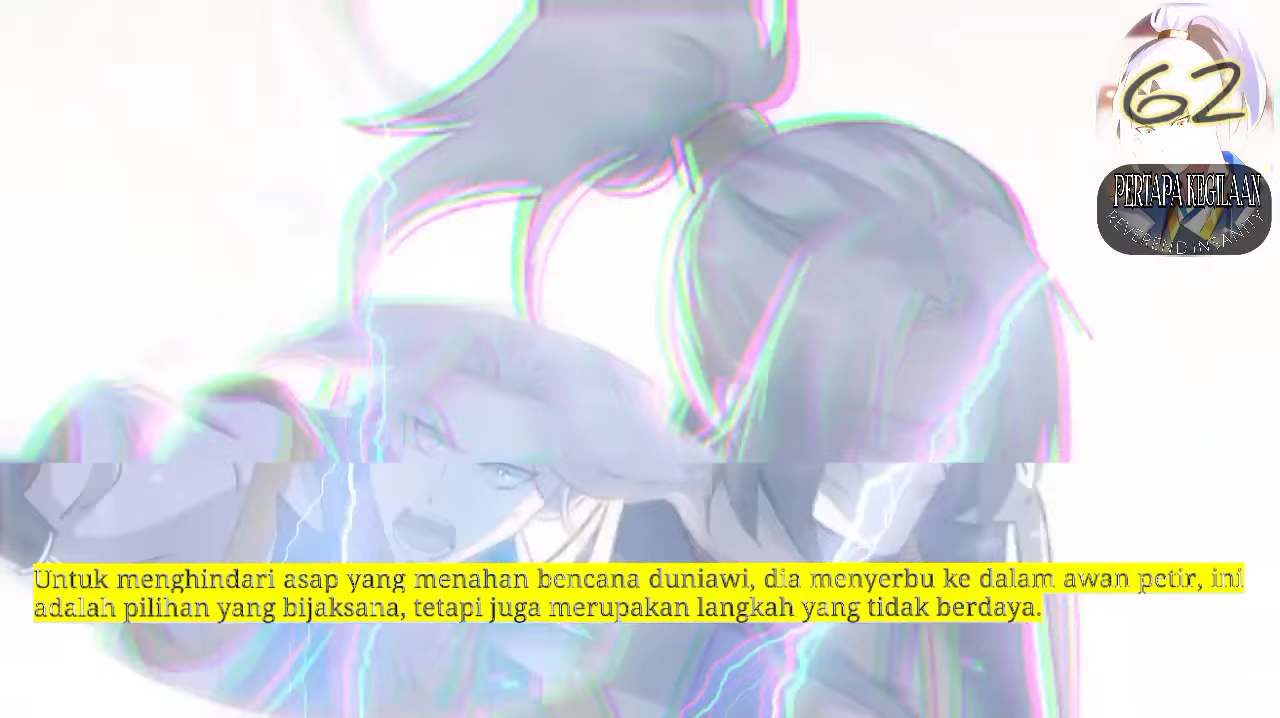 62
PERTAPA KEGILAAN
REVEREND INSANITY
Untuk menghindari asap yang menahan bencana duniawi, dia menyerbu ke dalam awan petir, ini
adalah pilihan yang bijaksana, tetapi juga merupakan langkah yang tidak berdaya.